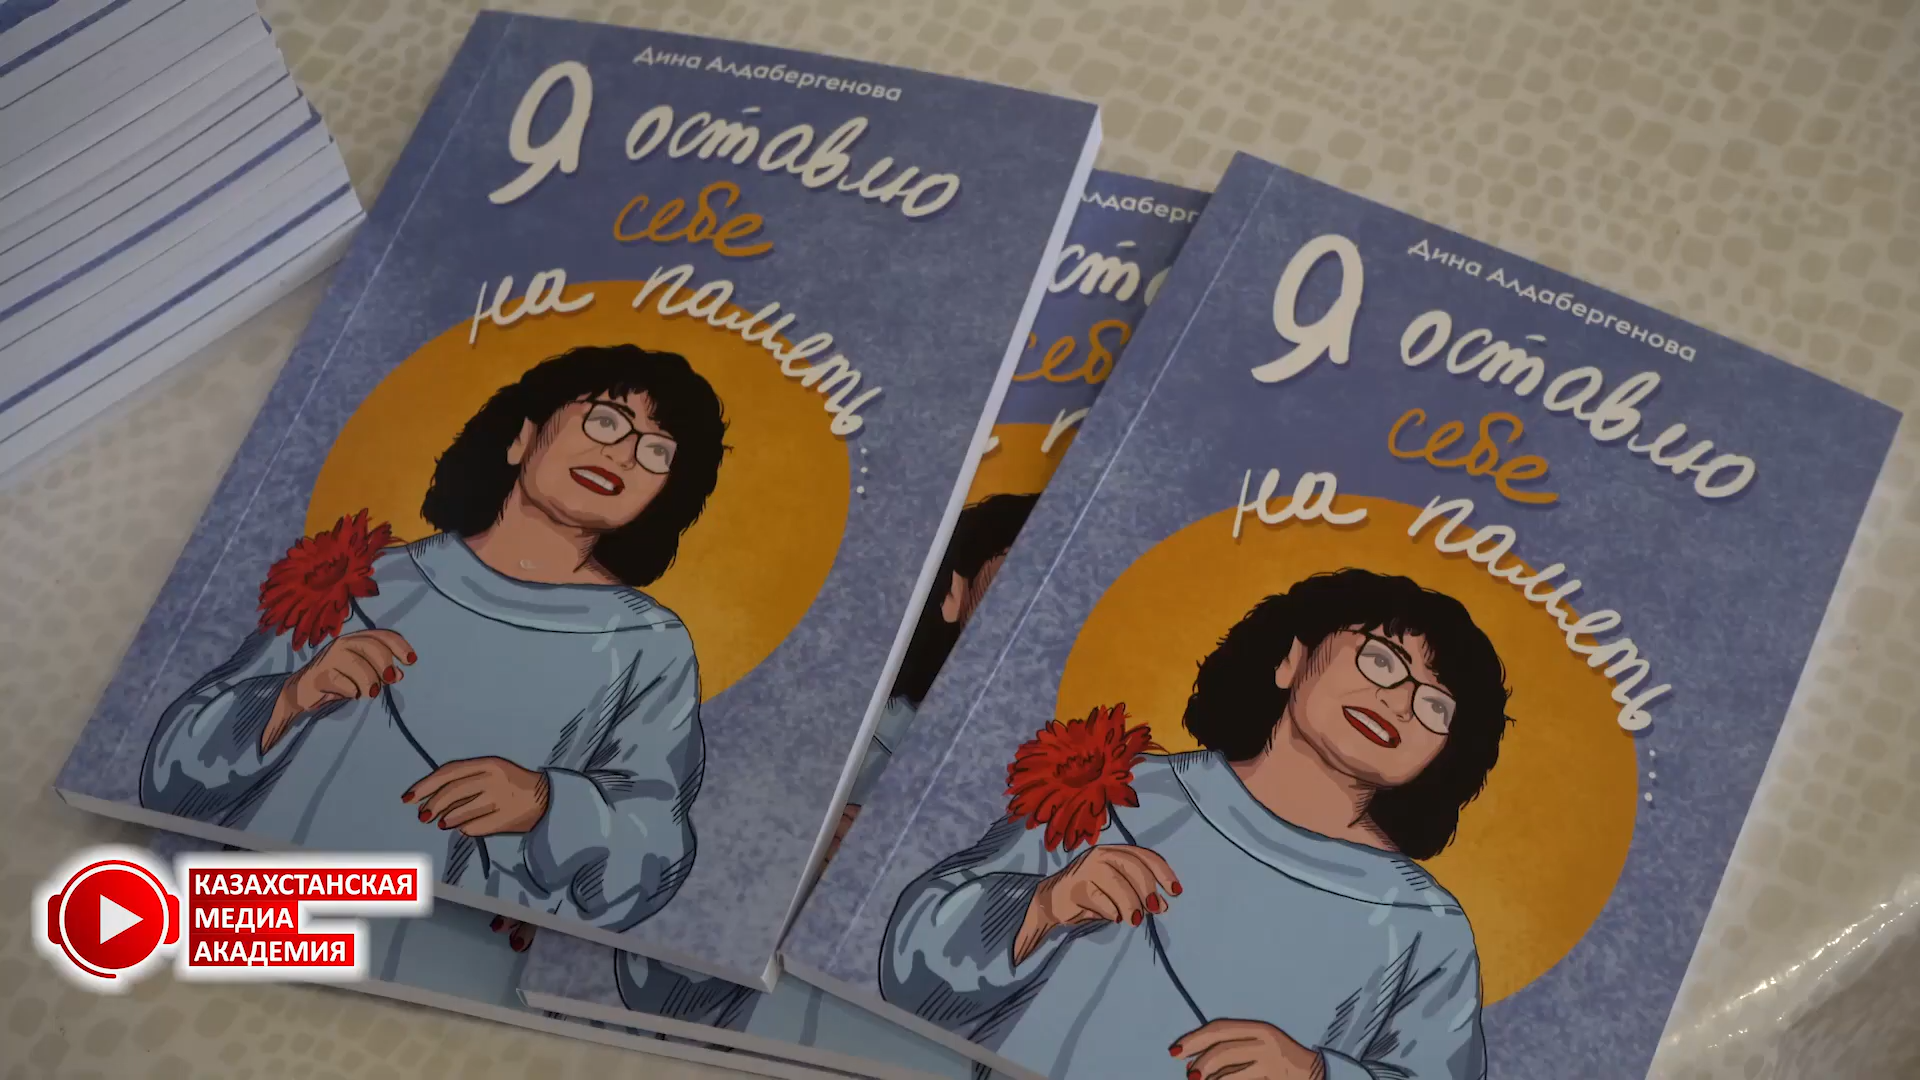 Дина Алдабергенова
Я оставлю
себе
на память...
Дина Алдабергенова
Я оставлю
себе
на память...
КАЗАХСТАНСКАЯ
МЕДИА
АКАДЕМИЯ